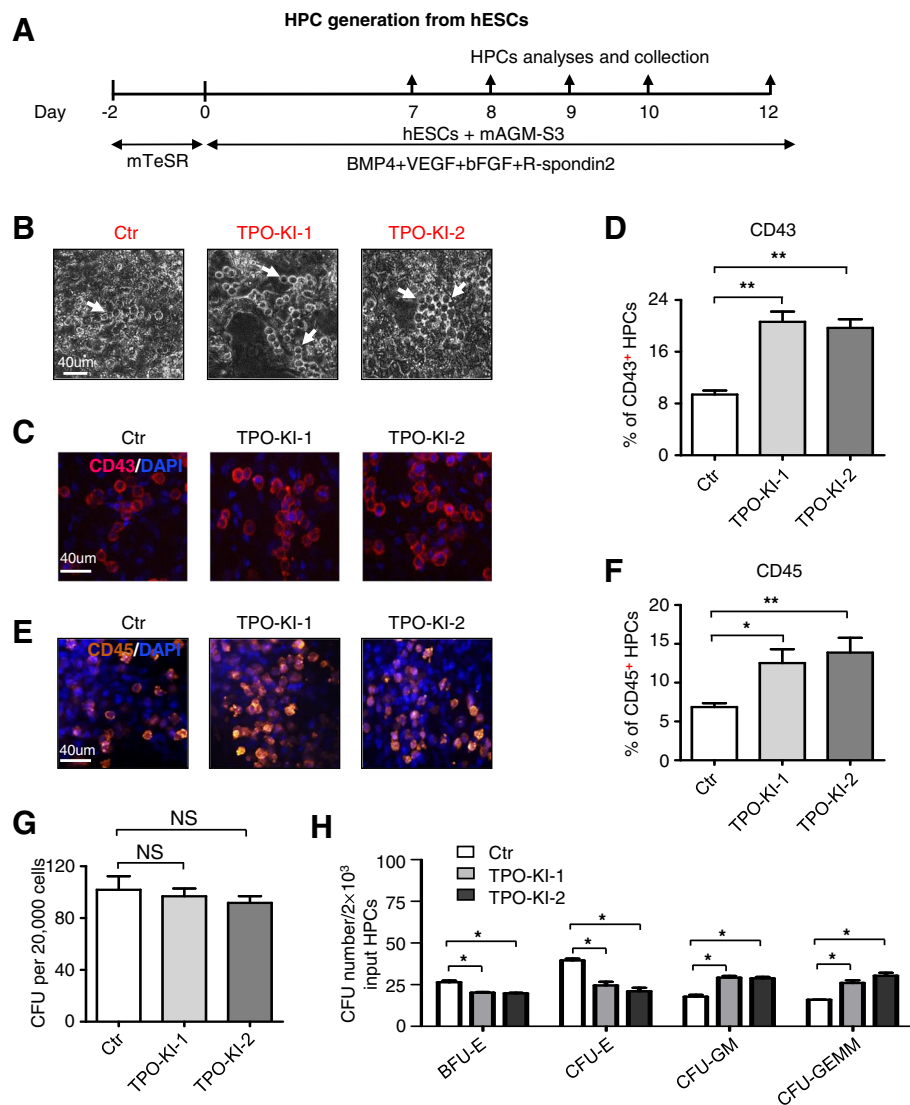 A
HPC generation from hESCs
HPCs analyses and collection
Day
-2
0
7
8
9
10
12
hESCs + mAGM-S3
mTeSR
BMP4+VEGF+bFGF+R-spondin2
B
Ctr
TPO-KI-1
TPO-KI-2
40um
C
Ctr
TPO-KI-1
TPO-KI-2
CD43/DAPI
40um
D
CD43
**
**
% of CD43+ HPCs
24
16
8
0
Ctr
TPO-KI-1
TPO-KI-2
E
Ctr
TPO-KI-1
TPO-KI-2
CD45/DAPI
40um
F
CD45
**
*
% of CD45+ HPCs
20
15
10
5
0
Ctr
TPO-KI-1
TPO-KI-2
G
NS
NS
CFU per 20,000 cells
120
80
40
0
Ctr
TPO-KI-1
TPO-KI-2
H
Ctr
TPO-KI-1
TPO-KI-2
CFU number/2×10³
input HPCs
100
75
50
25
0
*
*
*
*
*
*
*
*
BFU-E
CFU-E
CFU-GM
CFU-GEMM